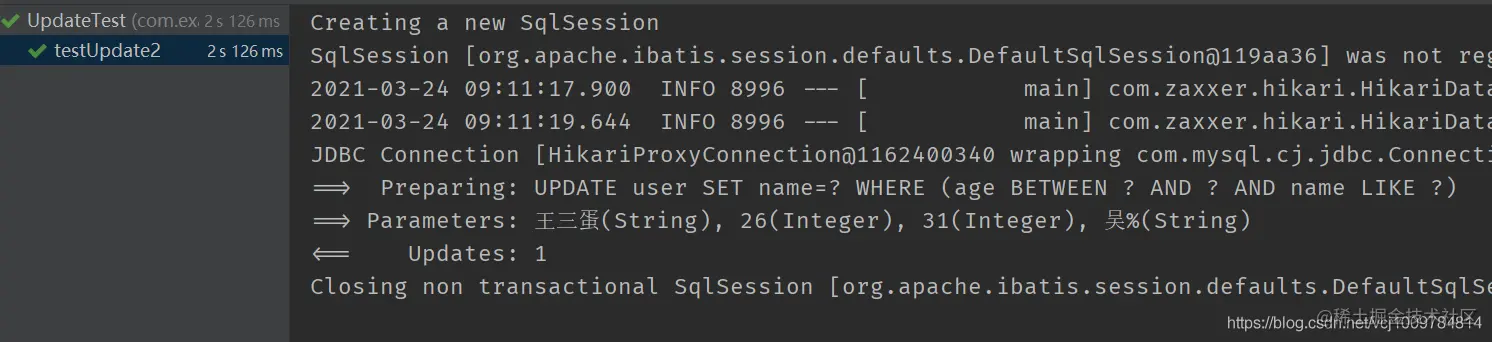 UpdateTest (com.ex 2 s 126 ms
testUpdate2 2 s 126 ms
Creating a new SqlSession
SqlSession [org.apache.ibatis.session.defaults.DefaultSqlSession@119aa36] was not reg
2021-03-24 09:11:17.900  INFO 8996 --- [           main] com.zaxxer.hikari.HikariData
2021-03-24 09:11:19.644  INFO 8996 --- [           main] com.zaxxer.hikari.HikariData
JDBC Connection [HikariProxyConnection@1162400340 wrapping com.mysql.cj.jdbc.Connecti
==>  Preparing: UPDATE user SET name=? WHERE (age BETWEEN ? AND ? AND name LIKE ?)
==> Parameters: 王三蛋(String), 26(Integer), 31(Integer), 吴%(String)
<==    Updates: 1
Closing non transactional SqlSession [org.apache.ibatis.session.defaults.DefaultSqlSe
@稀土掘金技术社区
https://blog.csdn.net/vcj1009784814